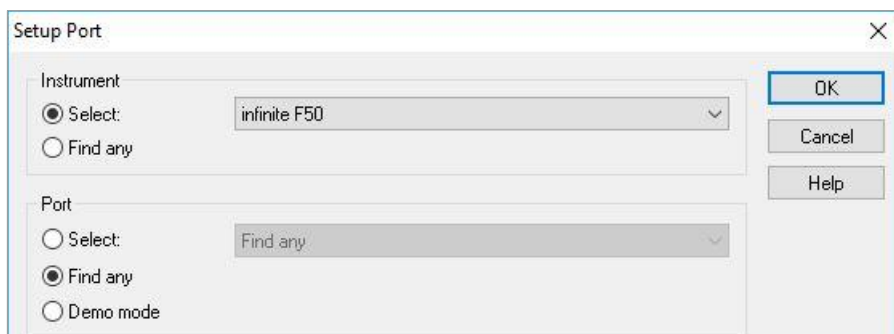 Setup Port
Instrument
Select: infinite F50
Find any
OK
Cancel
Help
Port
Select: Find any
Find any
Demo mode